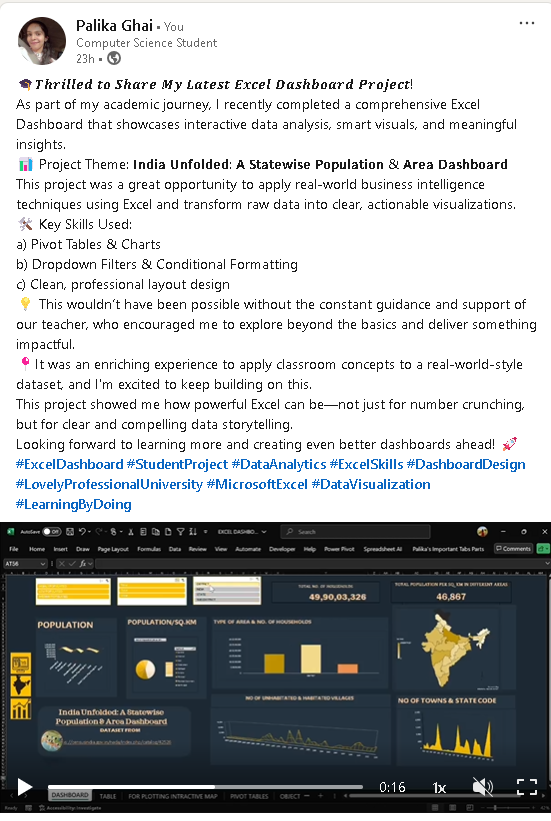 Palika Ghai • You
Computer Science Student
23h •
Thrilled to Share My Latest Excel Dashboard Project!
As part of my academic journey, I recently completed a comprehensive Excel
Dashboard that showcases interactive data analysis, smart visuals, and meaningful
insights.
Project Theme: India Unfolded: A Statewise Population & Area Dashboard
This project was a great opportunity to apply real-world business intelligence
techniques using Excel and transform raw data into clear, actionable visualizations.
Key Skills Used:
a) Pivot Tables & Charts
b) Dropdown Filters & Conditional Formatting
c) Clean, professional layout design
This wouldn't have been possible without the constant guidance and support of
our teacher, who encouraged me to explore beyond the basics and deliver something
impactful.
It was an enriching experience to apply classroom concepts to a real-world-style
dataset, and I'm excited to keep building on this.
This project showed me how powerful Excel can be—not just for number crunching,
but for clear and compelling data storytelling.
Looking forward to learning more and creating even better dashboards ahead!
#ExcelDashboard #StudentProject #DataAnalytics #ExcelSkills #DashboardDesign
#LovelyProfessionalUniversity #MicrosoftExcel #DataVisualization
#LearningByDoing
AutoSave Off EXCEL DASHBO... Search
File Home Insert Draw Page Layout Formulas Data Review View Automate Developer Help Power Pivot Spreadsheet AI Palika's Important Tabs Parts Comments
AT56
TOTAL NO. OF HOUSEHOLDS
49,90,03,326
TOTAL POPULATION PER SQ. KM IN DIFFERENT AREAS
46,867
POPULATION
POPULATION/SQ.KM
TYPE OF AREA & NO. OF HOUSEHOLDS
NO OF UNHABITATED & HABITATED VILLAGES
NO OF TOWNS & STATE CODE
India Unfolded: A Statewise
Population & Area Dashboard
DATASET FROM
0:16 1x
DASHBOARD TABLE FOR PLOTTING INTRACTIVE MAP PIVOT TABLES OBJECT
Ready Accessibility: Investigate